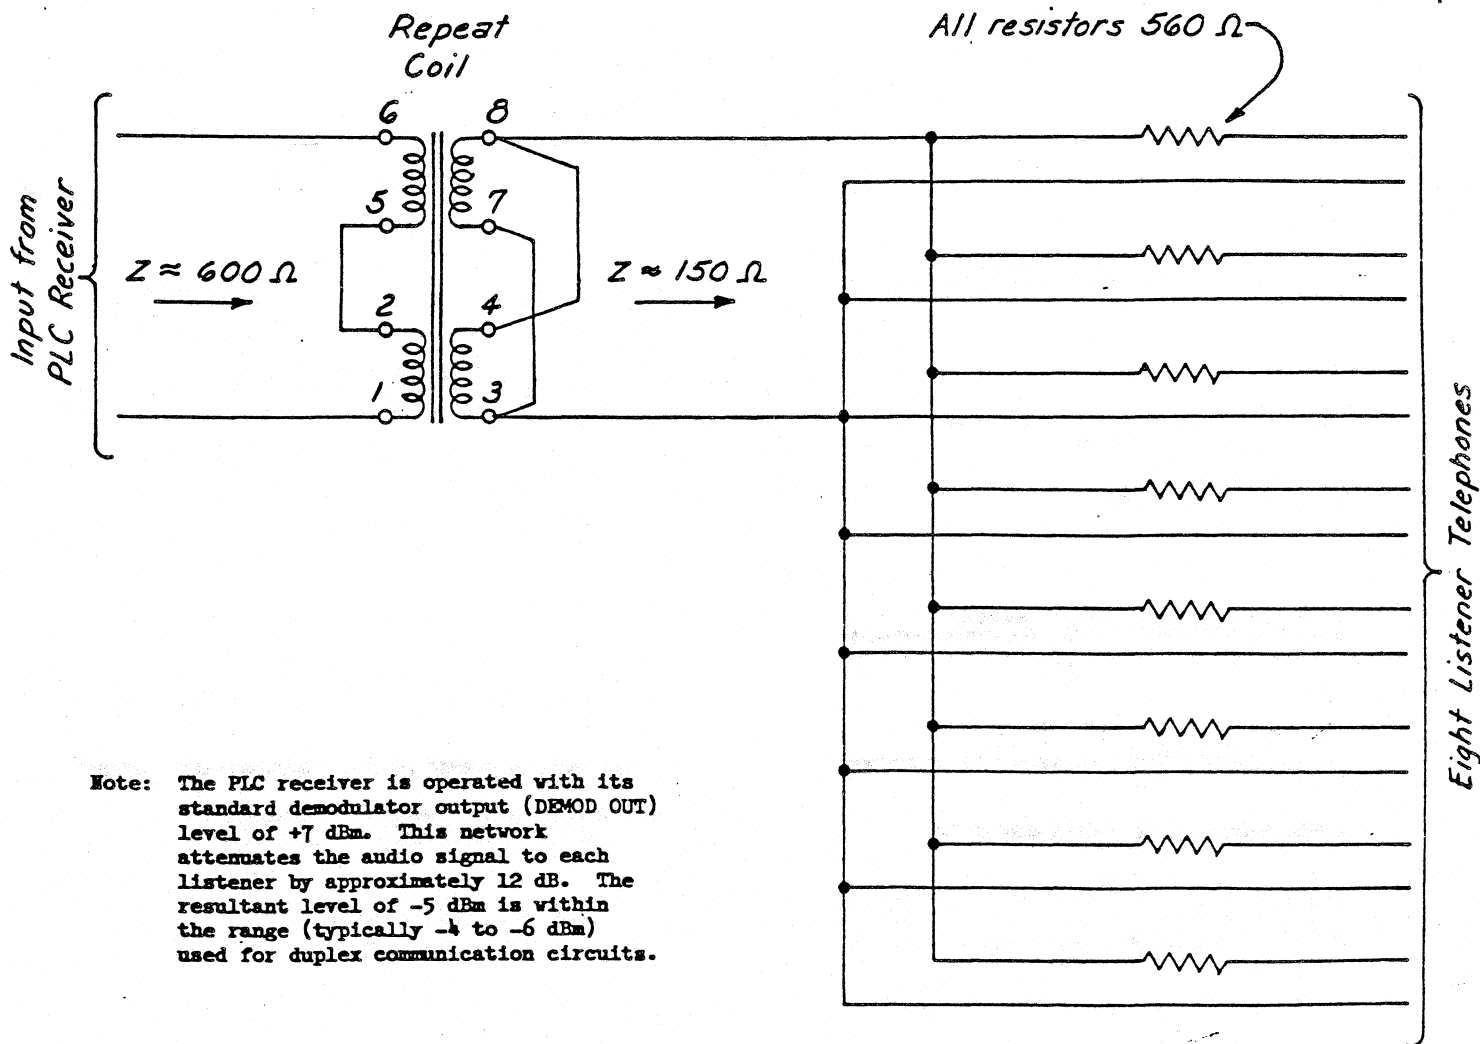 Repeat
Coil
All resistors 560 Ω
6
8
5
7
Z ≈ 600 Ω
Z ≈ 150 Ω
2
4
1
3
Input from
PLC Receiver
Eight Listener Telephones
Note: The PLC receiver is operated with its
standard demodulator output (DEMOD OUT)
level of +7 dBm. This network
attenuates the audio signal to each
listener by approximately 12 dB. The
resultant level of -5 dBm is within
the range (typically -4 to -6 dBm)
used for duplex communication circuits.